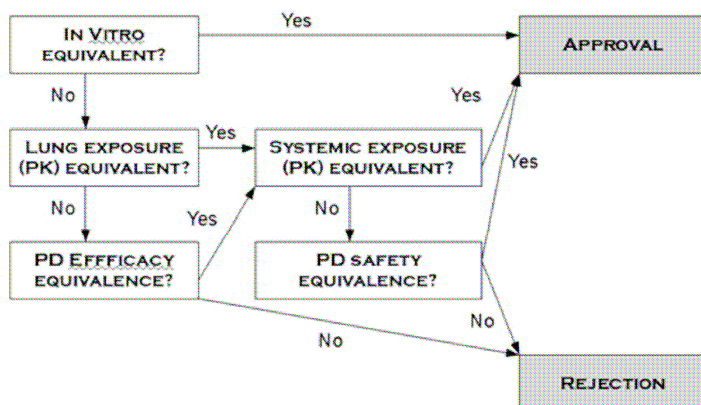 IN VITRO
EQUIVALENT?
Yes
APPROVAL
No
Yes
LUNG EXPOSURE
(PK) EQUIVALENT?
Yes
SYSTEMIC EXPOSURE
(PK) EQUIVALENT?
Yes
No
Yes
No
PD EFFFICACY
EQUIVALENCE?
PD SAFETY
EQUIVALENCE?
No
No
REJECTION